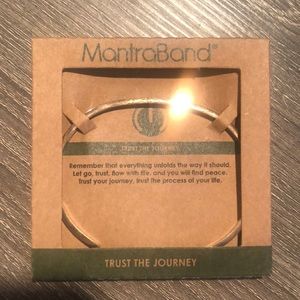 MantraBand®
TRUST THE JOURNEY
Remember that everything unfolds the way it should.
Let go, trust, flow with life, and you will find peace.
Trust your journey, trust the process of your life.
TRUST THE JOURNEY